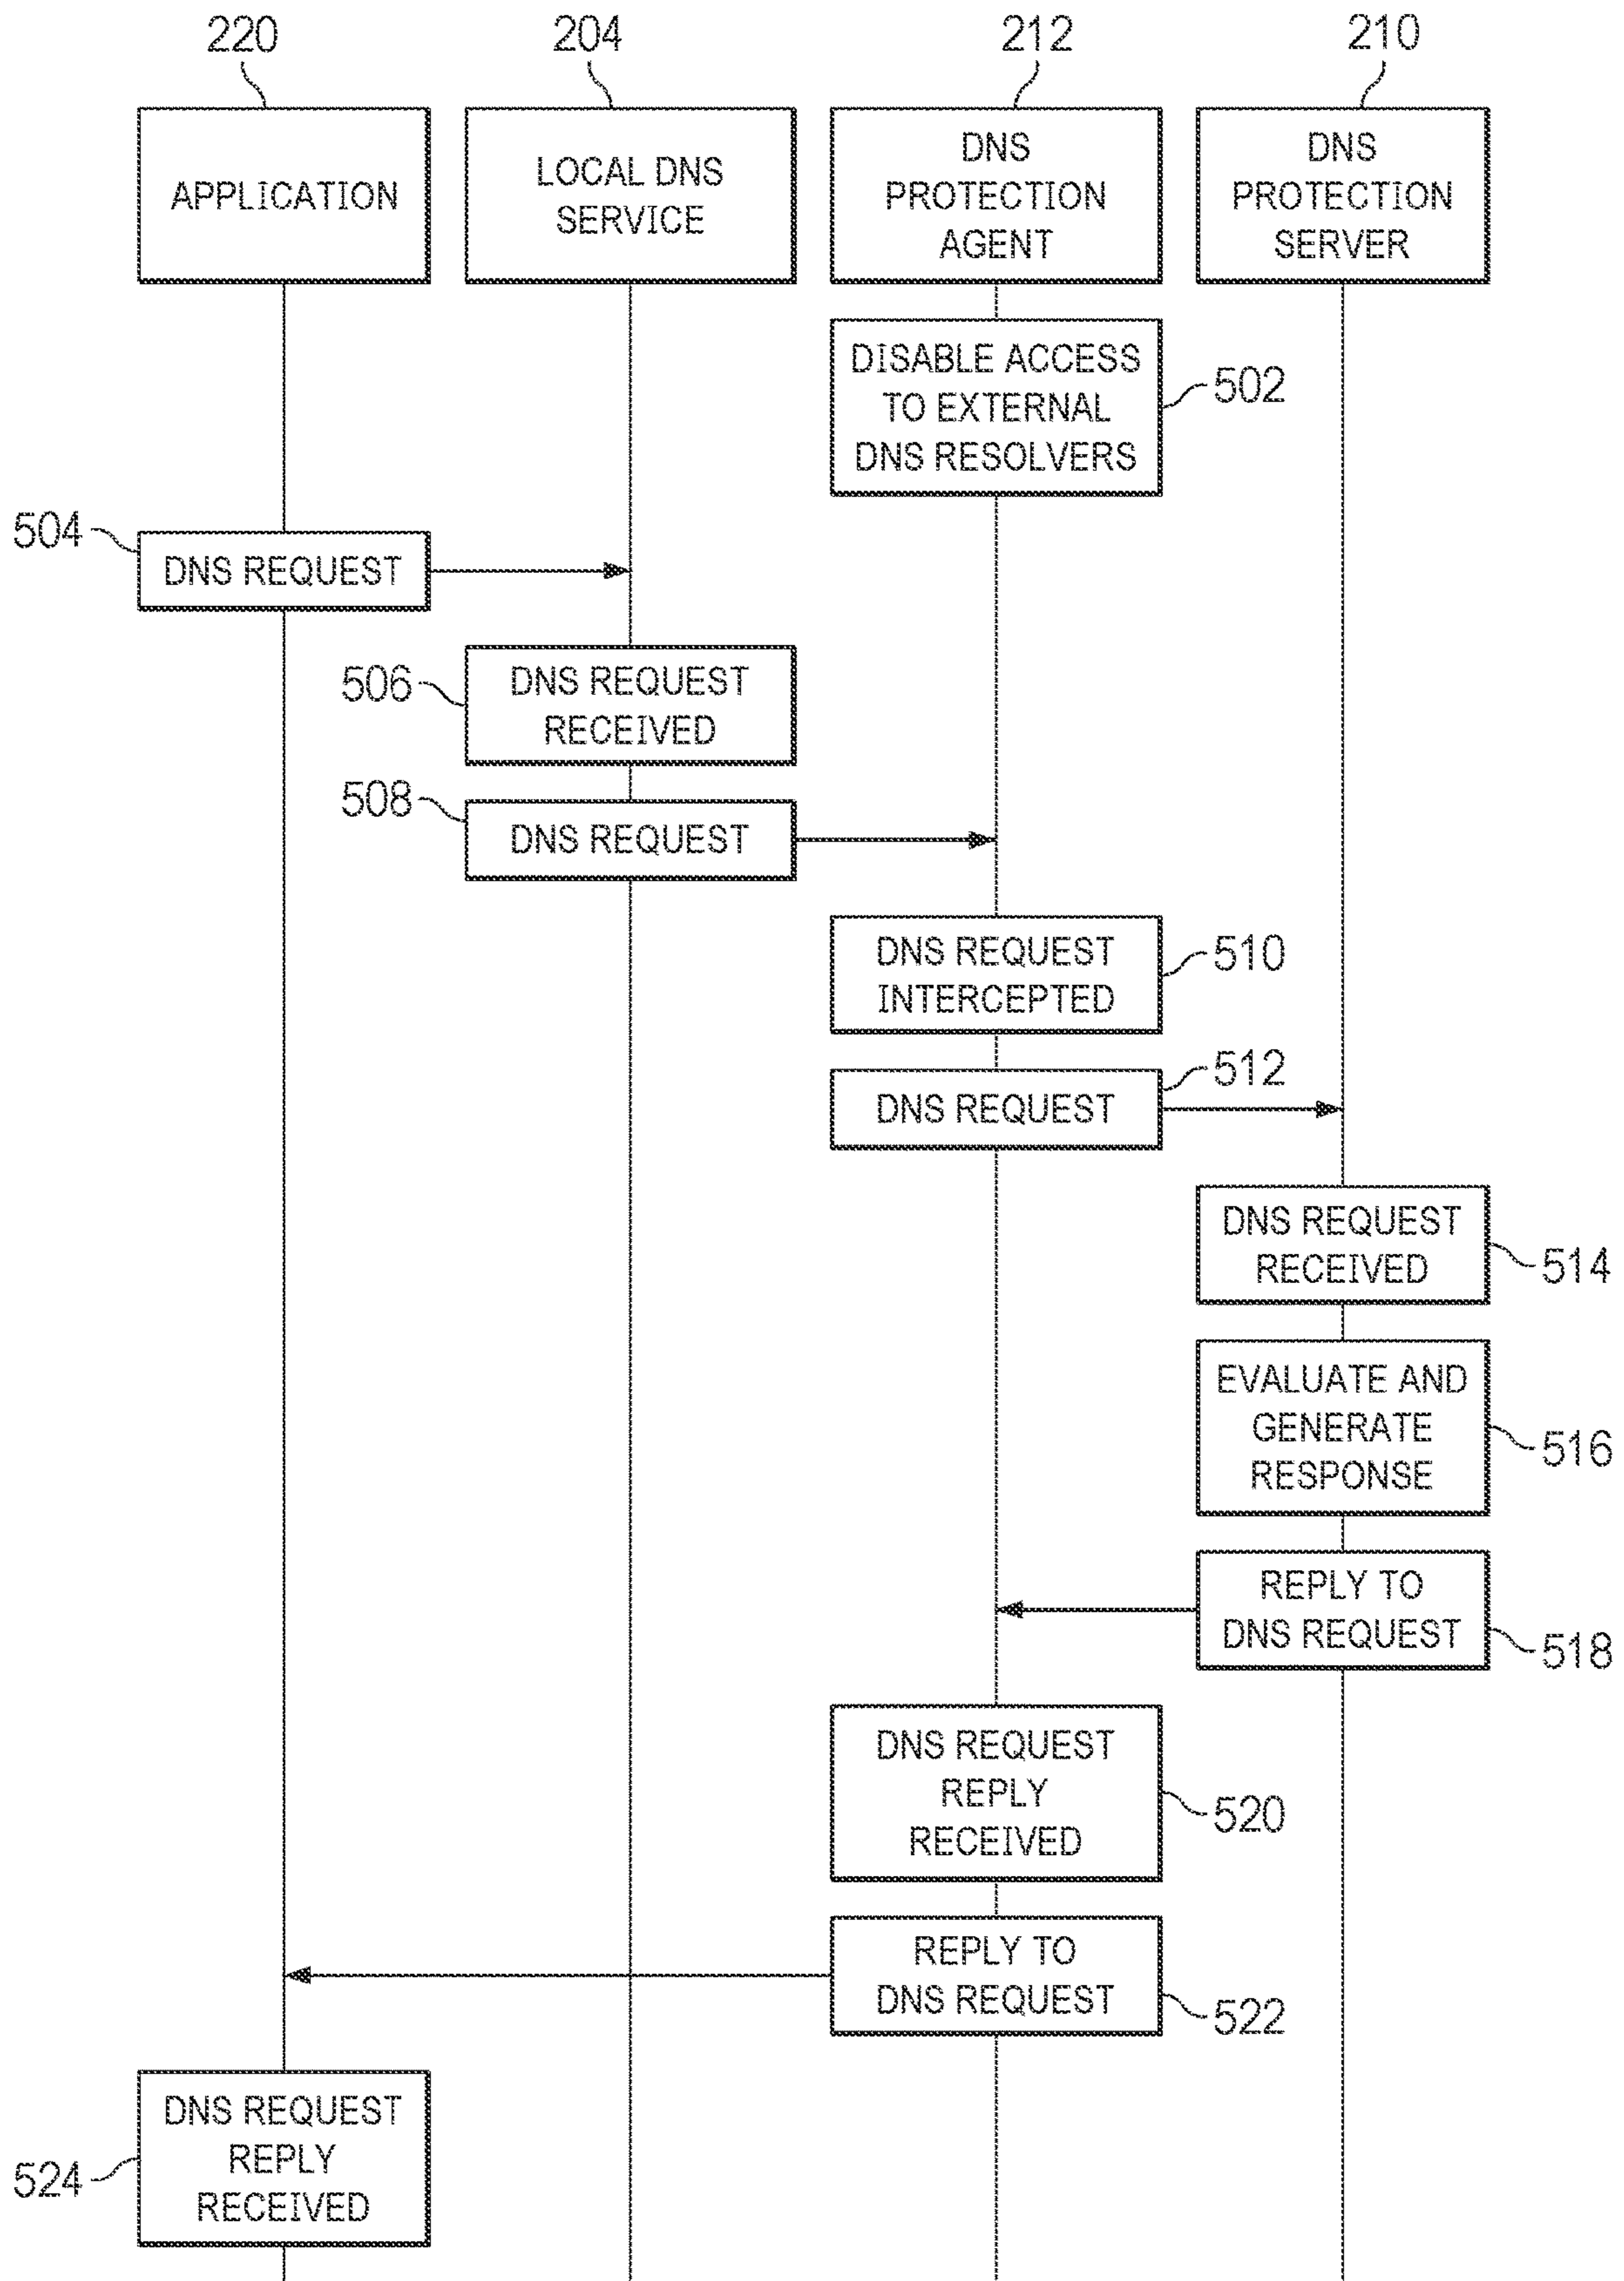 220
204
212
210
APPLICATION
LOCAL DNS
SERVICE
DNS
PROTECTION
AGENT
DNS
PROTECTION
SERVER
DISABLE ACCESS
TO EXTERNAL
DNS RESOLVERS
502
504
DNS REQUEST
506
DNS REQUEST
RECEIVED
508
DNS REQUEST
DNS REQUEST
INTERCEPTED
510
DNS REQUEST
512
DNS REQUEST
RECEIVED
514
EVALUATE AND
GENERATE
RESPONSE
516
REPLY TO
DNS REQUEST
518
DNS REQUEST
REPLY
RECEIVED
520
REPLY TO
DNS REQUEST
522
DNS REQUEST
REPLY
RECEIVED
524